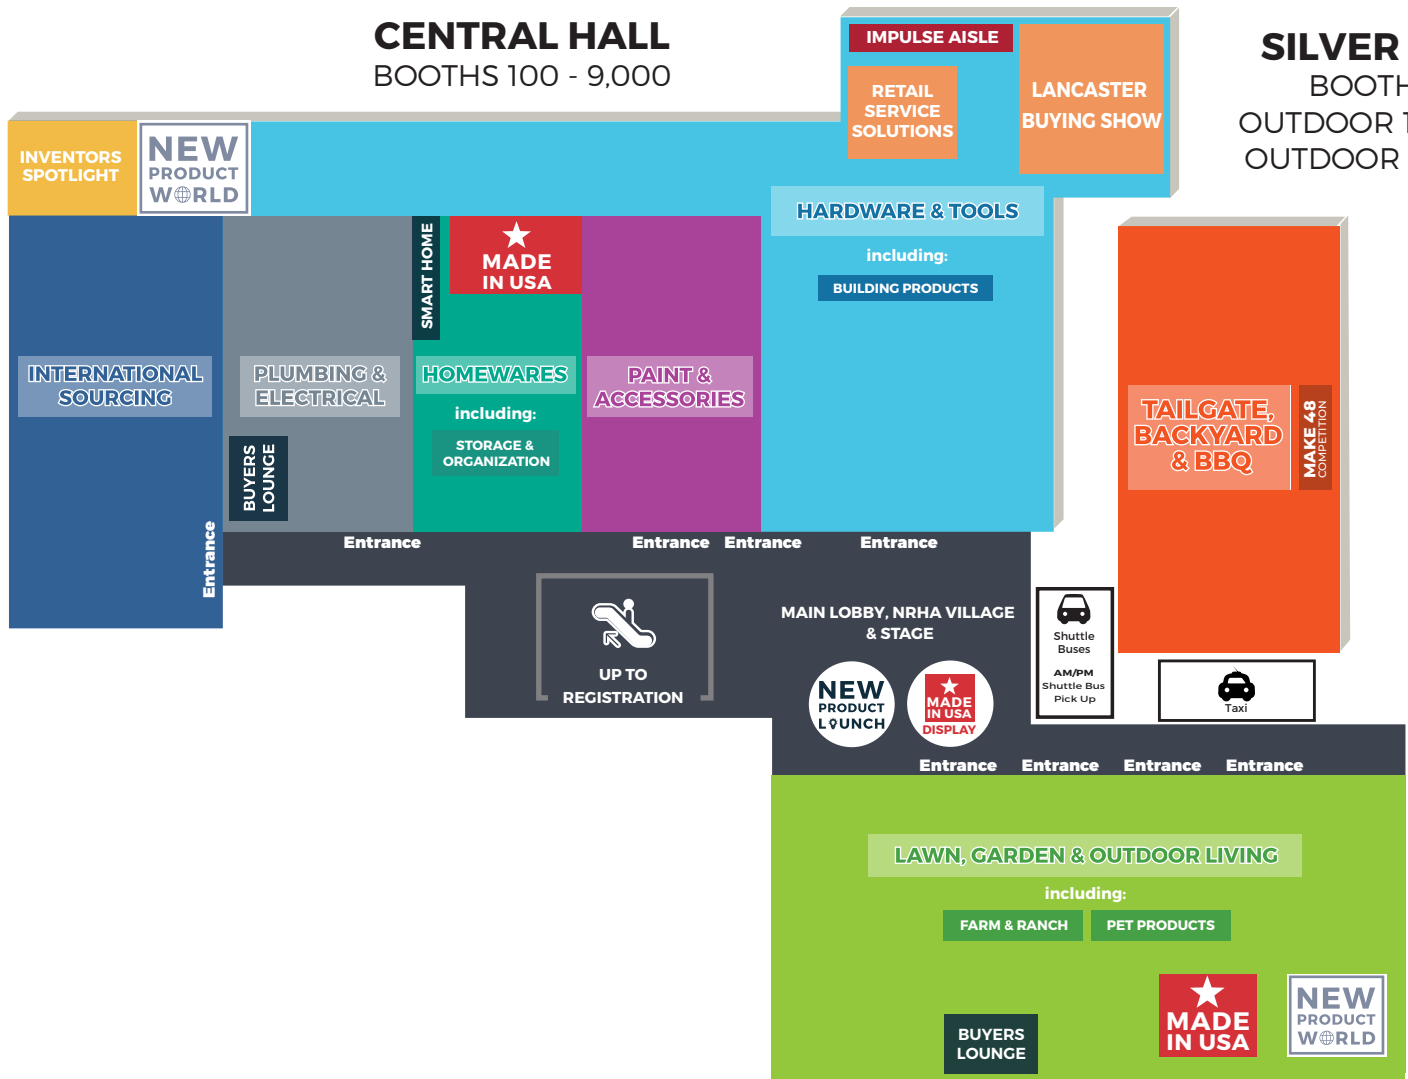 CENTRAL HALL
BOOTHS 100 - 9,000
SILVER
BOOTH
OUTDOOR 1
OUTDOOR
IMPULSE AISLE
RETAIL
SERVICE
SOLUTIONS
LANCASTER
BUYING SHOW
INVENTORS
SPOTLIGHT
NEW
PRODUCT
WORLD
HARDWARE & TOOLS
including:
BUILDING PRODUCTS
SMART HOME
MADE
IN USA
INTERNATIONAL
SOURCING
PLUMBING &
ELECTRICAL
HOMEWARES
including:
STORAGE &
ORGANIZATION
PAINT &
ACCESSORIES
BUYERS
LOUNGE
TAILGATE,
BACKYARD
& BBQ
MAKE 48
COMPETITION
Entrance
Entrance
Entrance
Entrance
Entrance
UP TO
REGISTRATION
MAIN LOBBY, NRHA VILLAGE
& STAGE
NEW
PRODUCT
LAUNCH
MADE
IN USA
DISPLAY
Shuttle
Buses
AM/PM
Shuttle Bus
Pick Up
Taxi
Entrance
Entrance
Entrance
Entrance
LAWN, GARDEN & OUTDOOR LIVING
including:
FARM & RANCH
PET PRODUCTS
BUYERS
LOUNGE
MADE
IN USA
NEW
PRODUCT
WORLD